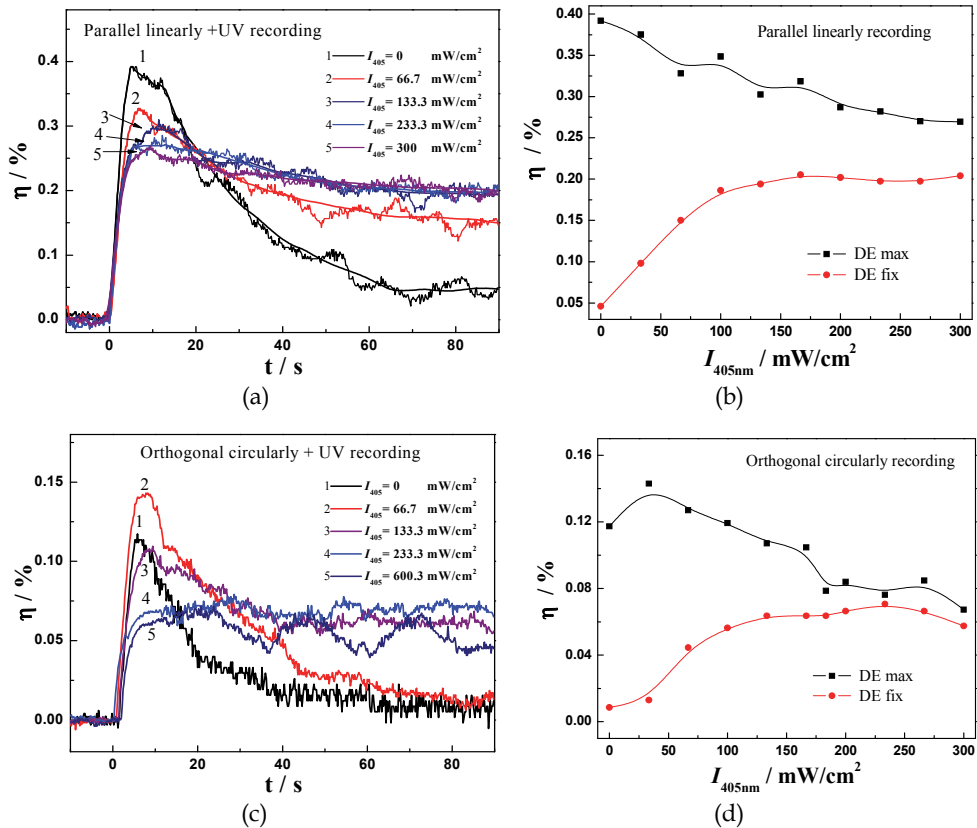 Parallel linearly +UV recording
1 I405= 0 mW/cm2
2 I405= 66.7 mW/cm2
3 I405= 133.3 mW/cm2
4 I405= 233.3 mW/cm2
5 I405= 300 mW/cm2
1
2
3
4
5
0.4
0.3
0.2
0.1
0.0
η / %
0 20 40 60 80
t / s
(a)
Parallel linearly recording
0.40
0.35
0.30
0.25
0.20
0.15
0.10
0.05
η / %
DE max
DE fix
0 50 100 150 200 250 300
I405nm / mW/cm2
(b)
Orthogonal circularly + UV recording
1 I405= 0 mW/cm2
2 I405= 66.7 mW/cm2
3 I405= 133.3 mW/cm2
4 I405= 233.3 mW/cm2
5 I405= 600.3 mW/cm2
2
1
3
4
5
0.15
0.10
0.05
0.00
η / %
0 20 40 60 80
t / s
(c)
Orthogonal circularly recording
0.16
0.12
0.08
0.04
0.00
η / %
DE max
DE fix
0 50 100 150 200 250 300
I405nm / mW/cm2
(d)